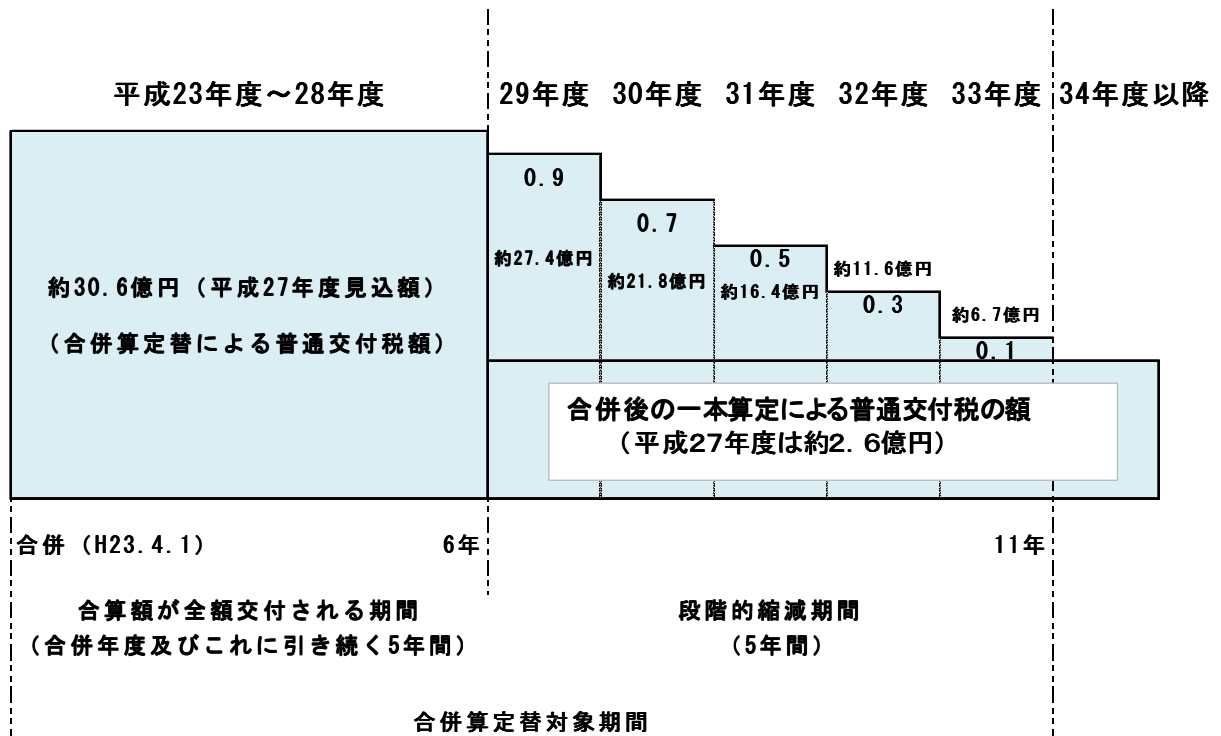 平成23年度～28年度
29年度
30年度
31年度
32年度
33年度
34年度以降
0.9
0.7
0.5
0.3
0.1
約27.4億円
約21.8億円
約16.4億円
約11.6億円
約6.7億円
約30.6億円（平成27年度見込額）
（合併算定替による普通交付税額）
合併後の一本算定による普通交付税の額
（平成27年度は約2.6億円）
合併（H23.4.1）
6年
11年
合算額が全額交付される期間
（合併年度及びこれに引き続く5年間）
段階的縮減期間
（5年間）
合併算定替対象期間